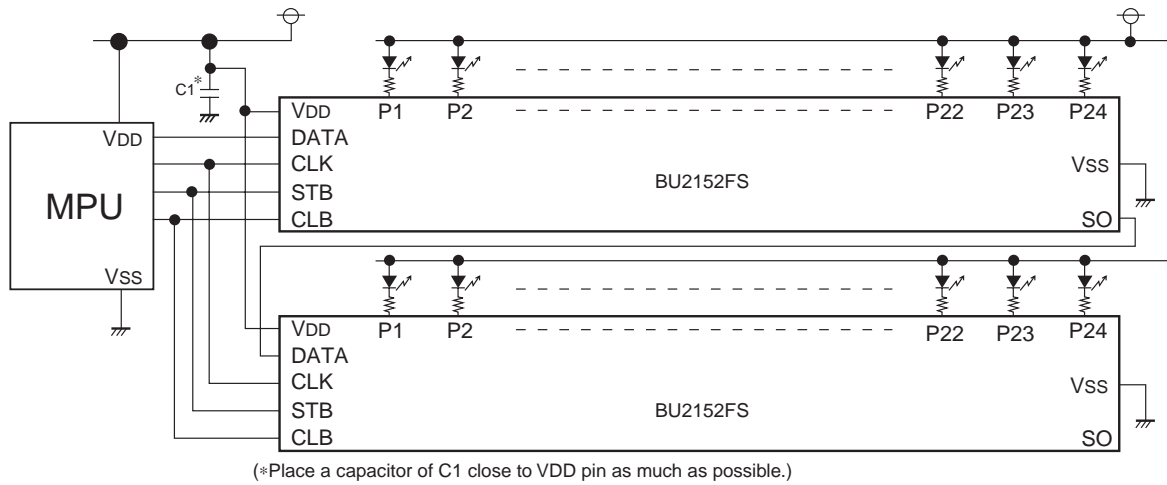 C1*
VDD
P1
P2
P22
P23
P24
VDD
DATA
CLK
STB
CLB
MPU
VSS
BU2152FS
VSS
SO
VDD
P1
P2
P22
P23
P24
DATA
CLK
STB
CLB
BU2152FS
VSS
SO
(*Place a capacitor of C1 close to VDD pin as much as possible.)